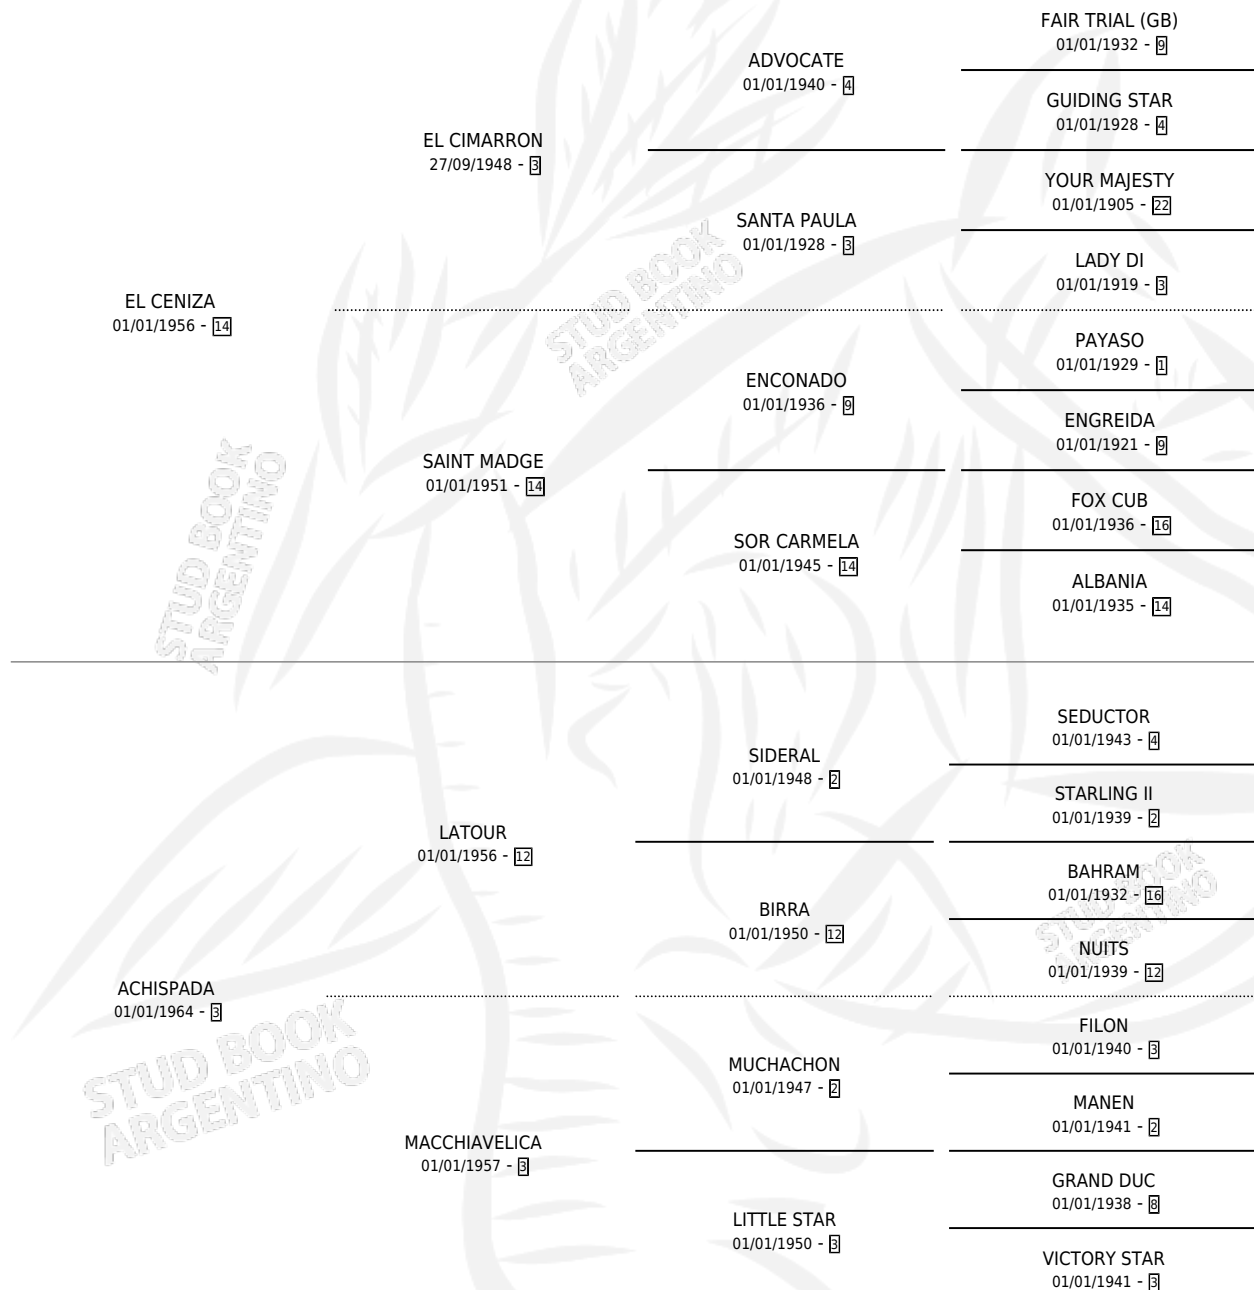 FAIR TRIAL (GB)
01/01/1932 - 9
ADVOCATE
01/01/1940 - 4
GUIDING STAR
01/01/1928 - 4
EL CIMARRON
27/09/1948 - 3
YOUR MAJESTY
01/01/1905 - 22
SANTA PAULA
01/01/1928 - 3
LADY DI
01/01/1919 - 3
EL CENIZA
01/01/1956 - 14
PAYASO
01/01/1929 - 1
ENCONADO
01/01/1936 - 9
ENGREIDA
01/01/1921 - 9
SAINT MADGE
01/01/1951 - 14
FOX CUB
01/01/1936 - 16
SOR CARMELA
01/01/1945 - 14
ALBANIA
01/01/1935 - 14
SEDUCTOR
01/01/1943 - 4
SIDERAL
01/01/1948 - 2
STARLING II
01/01/1939 - 2
LATOUR
01/01/1956 - 12
BAHRAM
01/01/1932 - 16
BIRRA
01/01/1950 - 12
NUITS
01/01/1939 - 12
ACHISPADA
01/01/1964 - 3
FILON
01/01/1940 - 3
MUCHACHON
01/01/1947 - 2
MANEN
01/01/1941 - 2
MACCHIAVELICA
01/01/1957 - 3
GRAND DUC
01/01/1938 - 8
LITTLE STAR
01/01/1950 - 3
VICTORY STAR
01/01/1941 - 3
STUD BOOK
ARGENTINO
STUD BOOK
ARGENTINO
STUD BOOK
ARGENTINO
STUD BOOK
ARGENTINO